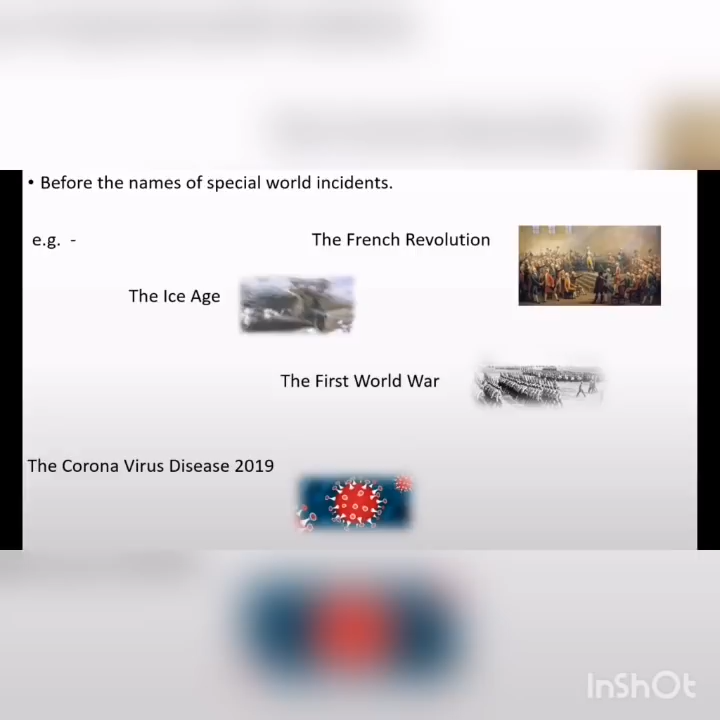 • Before the names of special world incidents.
e.g. - The French Revolution
The Ice Age
The First World War
The Corona Virus Disease 2019
InShOt